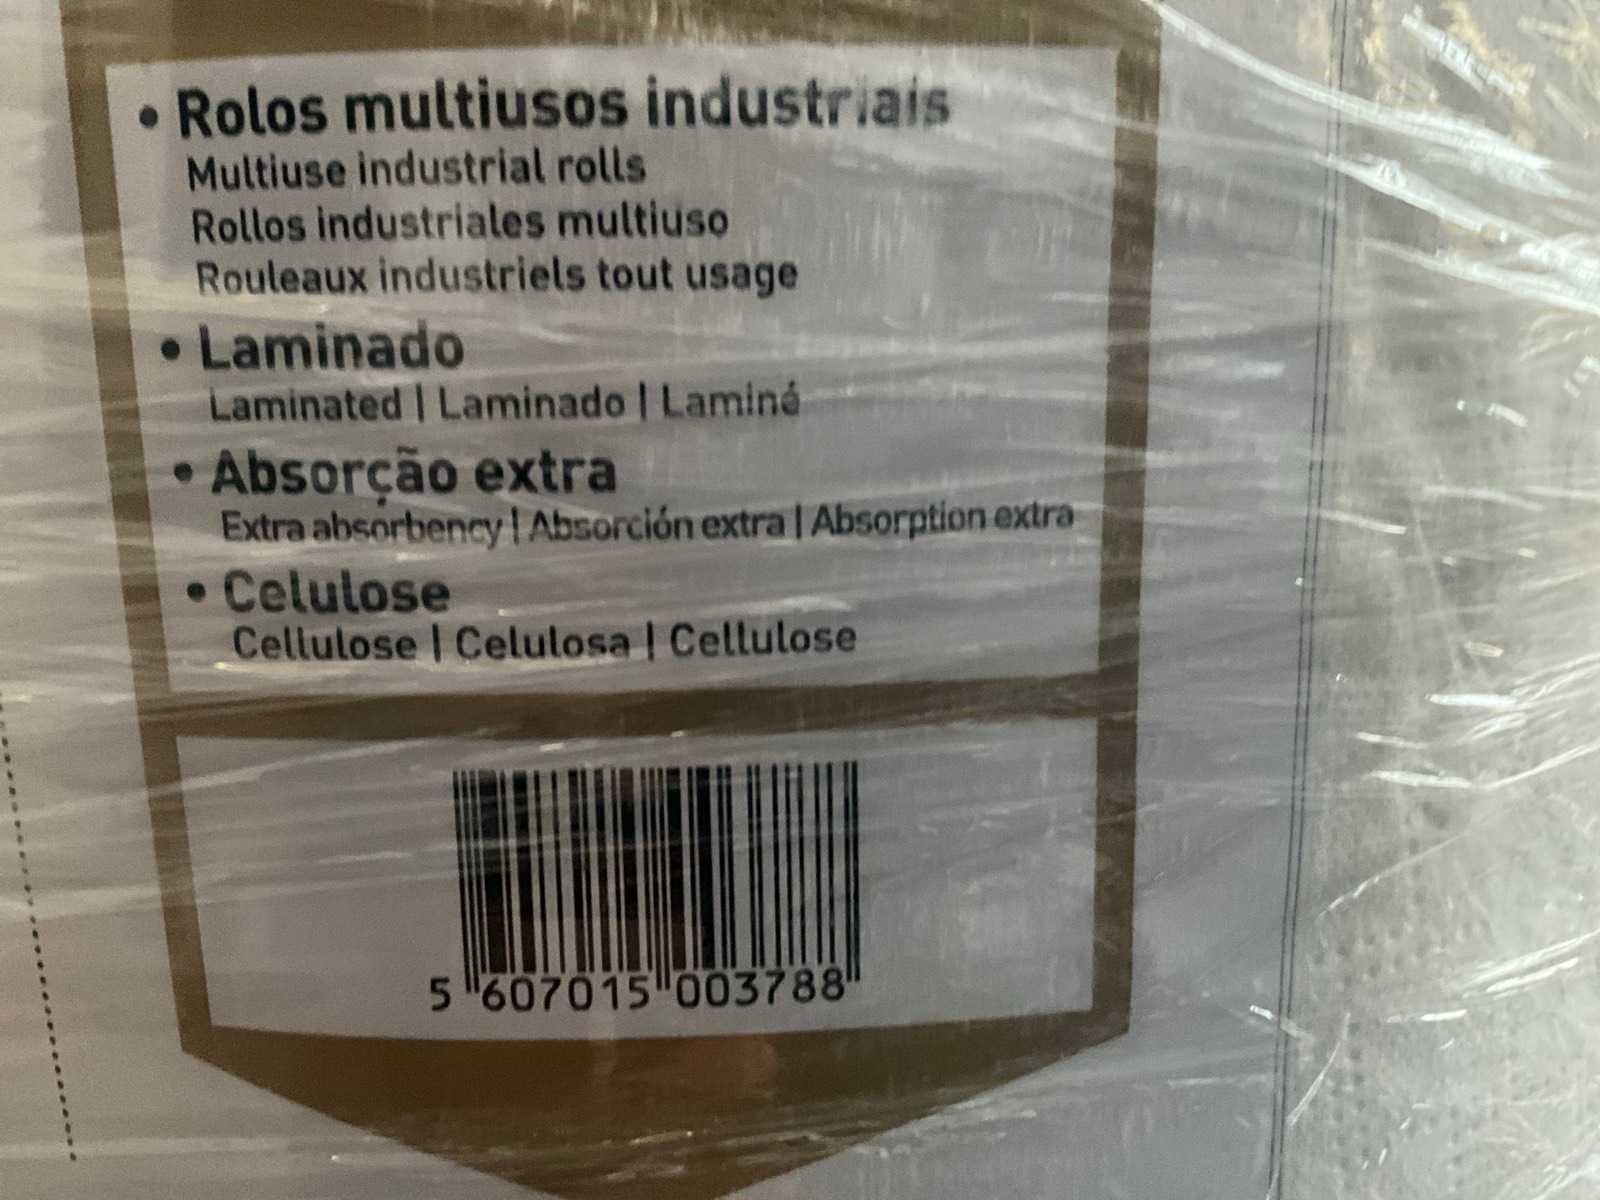 • Rolos multiusos industriais
Multiuse industrial rolls
Rollos industriales multiuso
Rouleaux industriels tout usage
• Laminado
Laminated | Laminado | Laminé
• Absorção extra
Extra absorbency | Absorción extra | Absorption extra
• Celulose
Cellulose | Celulosa | Cellulose
5 607015 003788